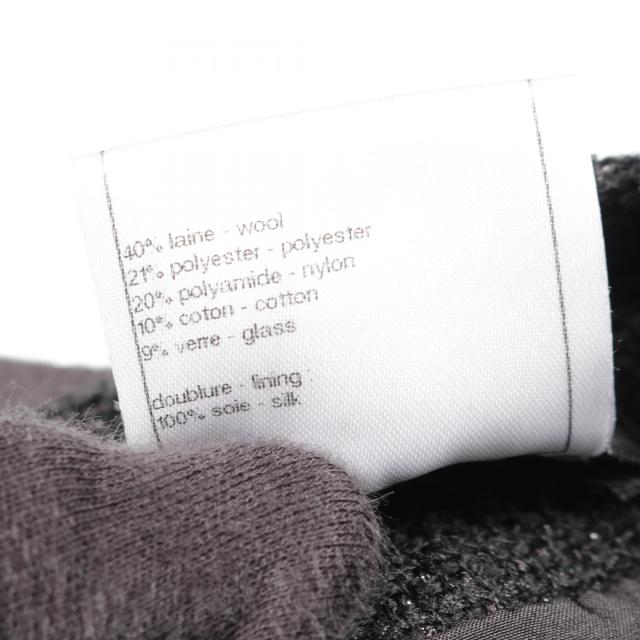 40% laine - wool
21% polyester - polyester
20% polyamide - nylon
10% coton - cotton
9% verre - glass
doublure - lining :
100% soie - silk